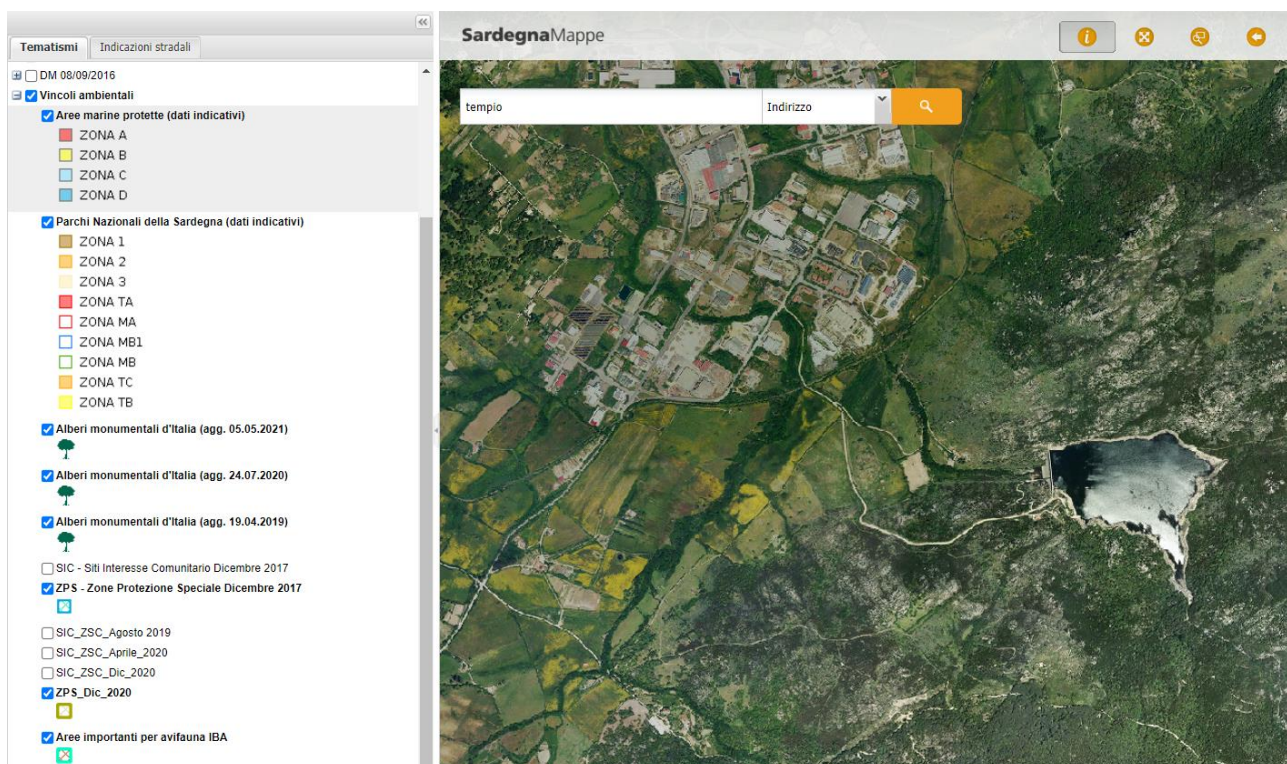 Tematismi
Indicazioni stradali
DM 08/09/2016
Vincoli ambientali
Aree marine protette (dati indicativi)
ZONA A
ZONA B
ZONA C
ZONA D
Parchi Nazionali della Sardegna (dati indicativi)
ZONA 1
ZONA 2
ZONA 3
ZONA TA
ZONA MA
ZONA MB1
ZONA MB
ZONA TC
ZONA TB
Alberi monumentali d'Italia (agg. 05.05.2021)
Alberi monumentali d'Italia (agg. 24.07.2020)
Alberi monumentali d'Italia (agg. 19.04.2019)
SIC - Siti Interesse Comunitario Dicembre 2017
ZPS - Zone Protezione Speciale Dicembre 2017
SIC_ZSC_Agosto 2019
SIC_ZSC_Aprile_2020
SIC_ZSC_Dic_2020
ZPS_Dic_2020
Aree importanti per avifauna IBA
SardegnaMappe
i
tempio
Indirizzo